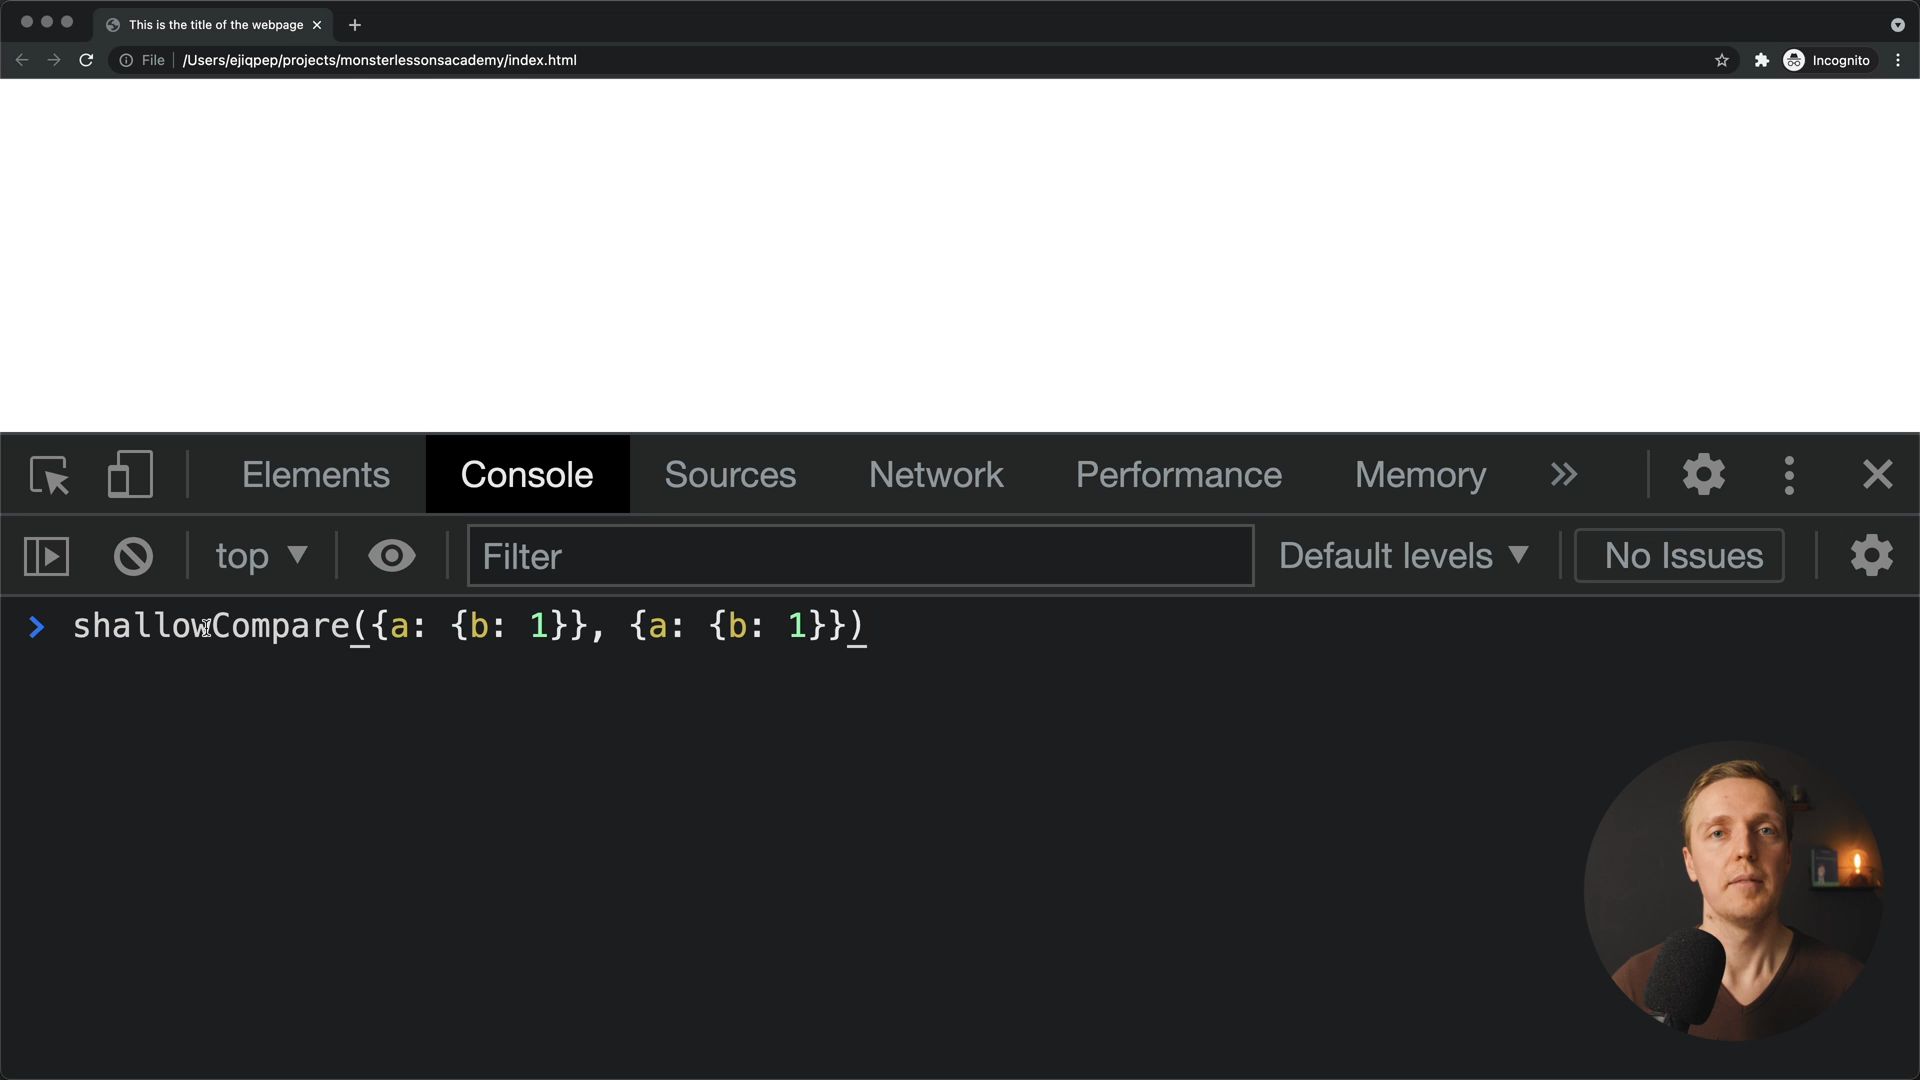 This is the title of the webpage
File /Users/ejiqpep/projects/monsterlessonsacademy/index.html Incognito
Elements Console Sources Network Performance Memory
top Filter Default levels No Issues
shallowCompare({a: {b: 1}}, {a: {b: 1}})